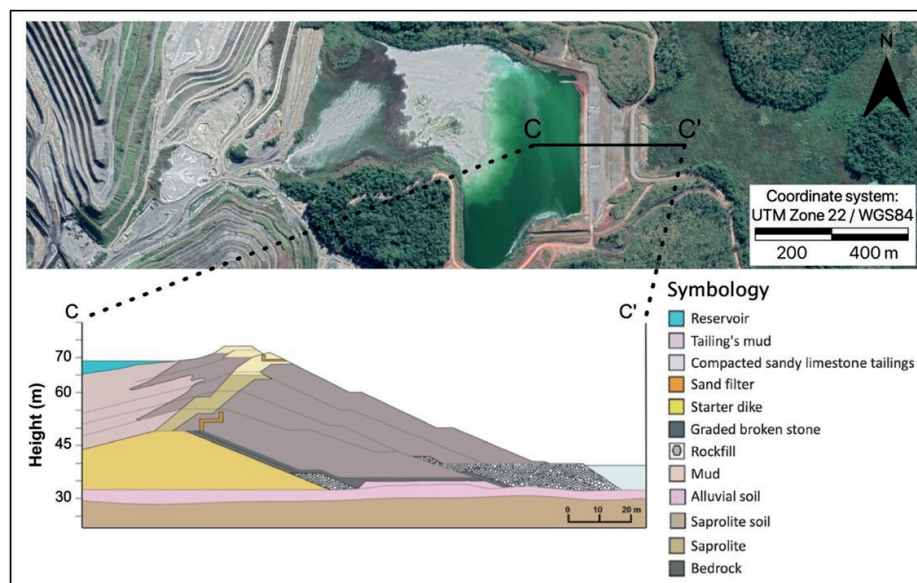 N
C
C'
Coordinate system:
UTM Zone 22 / WGS84
200
400 m
C
C'
70
60
45
30
Height (m)
0 10 20 m
Symbology
Reservoir
Tailing's mud
Compacted sandy limestone tailings
Sand filter
Starter dike
Graded broken stone
Rockfill
Mud
Alluvial soil
Saprolite soil
Saprolite
Bedrock